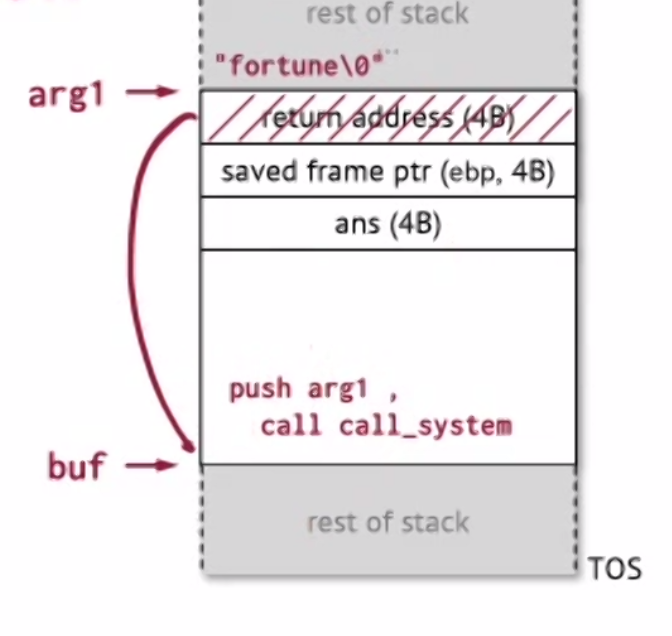 rest of stack
"fortune\0"
arg1
return address (4B)
saved frame ptr (ebp, 4B)
ans (4B)
push arg1 ,
call call_system
buf
rest of stack
TOS